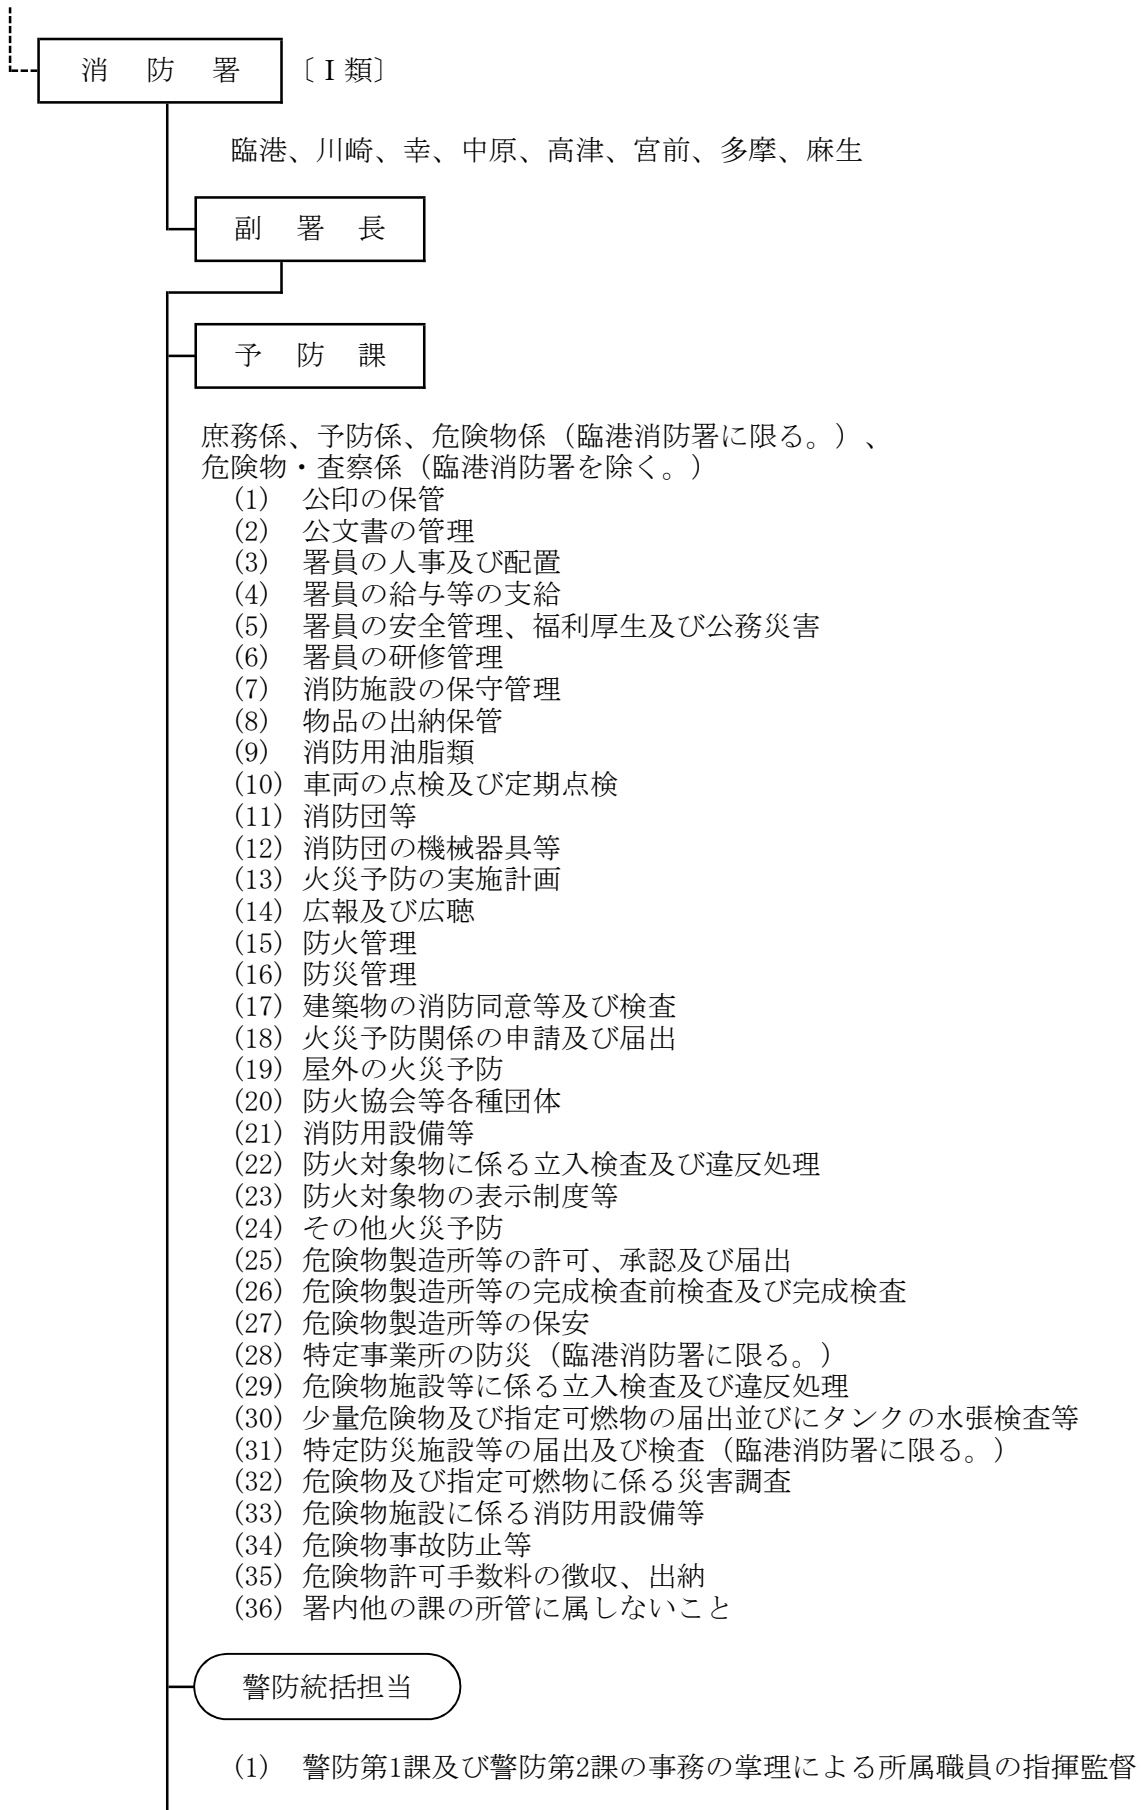 消 防 署 〔Ⅰ類〕
臨港、川崎、幸、中原、高津、宮前、多摩、麻生
副 署 長
予 防 課
庶務係、予防係、危険物係（臨港消防署に限る。）、
危険物・査察係（臨港消防署を除く。）
(1) 公印の保管
(2) 公文書の管理
(3) 署員の人事及び配置
(4) 署員の給与等の支給
(5) 署員の安全管理、福利厚生及び公務災害
(6) 署員の研修管理
(7) 消防施設の保守管理
(8) 物品の出納保管
(9) 消防用油脂類
(10) 車両の点検及び定期点検
(11) 消防団等
(12) 消防団の機械器具等
(13) 火災予防の実施計画
(14) 広報及び広聴
(15) 防火管理
(16) 防災管理
(17) 建築物の消防同意等及び検査
(18) 火災予防関係の申請及び届出
(19) 屋外の火災予防
(20) 防火協会等各種団体
(21) 消防用設備等
(22) 防火対象物に係る立入検査及び違反処理
(23) 防火対象物の表示制度等
(24) その他火災予防
(25) 危険物製造所等の許可、承認及び届出
(26) 危険物製造所等の完成検査前検査及び完成検査
(27) 危険物製造所等の保安
(28) 特定事業所の防災（臨港消防署に限る。）
(29) 危険物施設等に係る立入検査及び違反処理
(30) 少量危険物及び指定可燃物の届出並びにタンクの水張検査等
(31) 特定防災施設等の届出及び検査（臨港消防署に限る。）
(32) 危険物及び指定可燃物に係る災害調査
(33) 危険物施設に係る消防用設備等
(34) 危険物事故防止等
(35) 危険物許可手数料の徴収、出納
(36) 署内他の課の所管に属しないこと
警防統括担当
(1) 警防第1課及び警防第2課の事務の掌理による所属職員の指揮監督